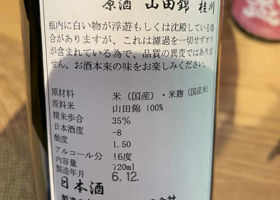 原酒 山田錦
瓶内に白い物が浮遊もしくは沈殿している場
合がありますが、これは濾過を一切せずオリ
が含まれている為で、品質の異変ではありま
せん。お酒本来の味をお楽しみください。
原材料 米（国産）・米麹（国産米）
原料米 山田錦 100%
精米歩合 35%
日本酒度 -8
酸度 1.50
アルコール分 16度
内容量 720ml
製造年月 6.12.
日本酒